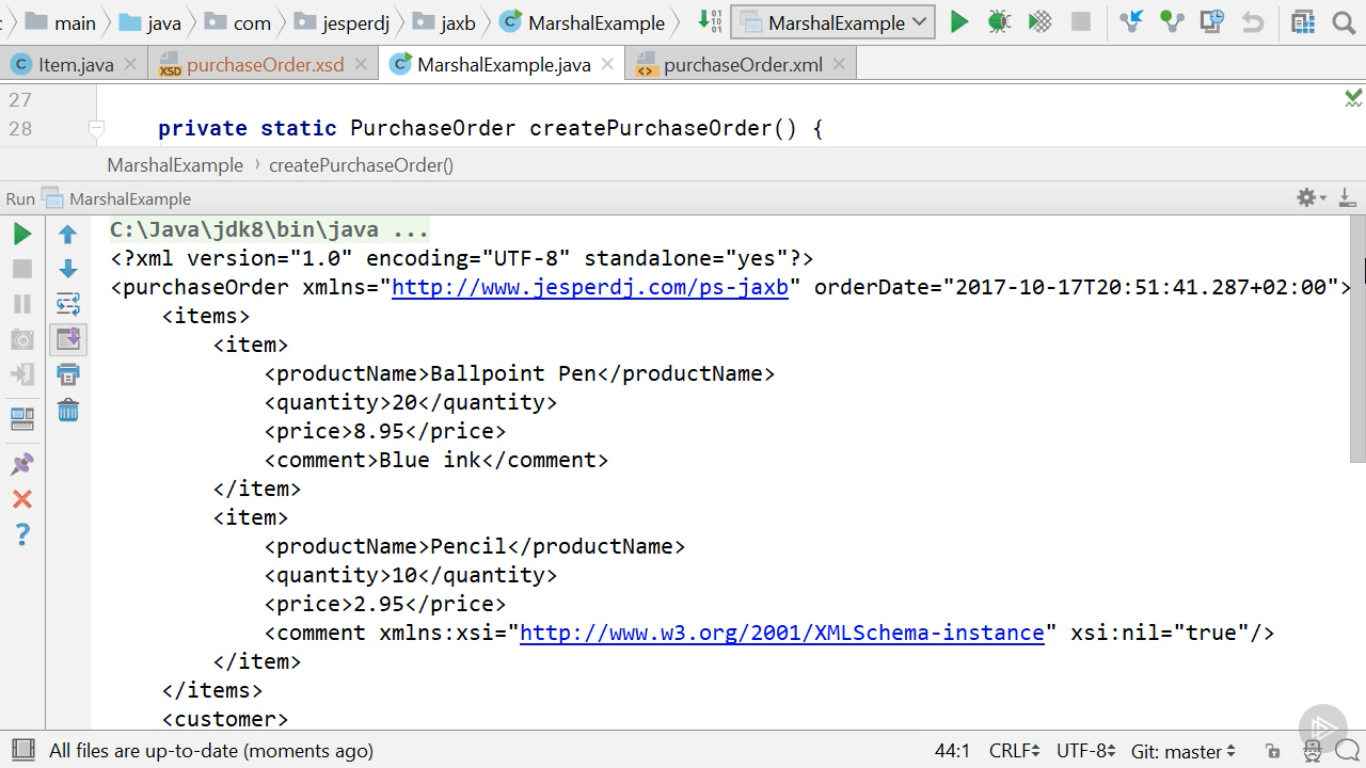 main java com jesperdj jaxb MarshalExample MarshalExample
Item.java purchaseOrder.xsd MarshalExample.java purchaseOrder.xml
27
28 private static PurchaseOrder createPurchaseOrder() {
MarshalExample › createPurchaseOrder()
Run MarshalExample
C:\Java\jdk8\bin\java ...
<?xml version="1.0" encoding="UTF-8" standalone="yes"?>
<purchaseOrder xmlns="http://www.jesperdj.com/ps-jaxb" orderDate="2017-10-17T20:51:41.287+02:00">
<items>
<item>
<productName>Ballpoint Pen</productName>
<quantity>20</quantity>
<price>8.95</price>
<comment>Blue ink</comment>
</item>
<item>
<productName>Pencil</productName>
<quantity>10</quantity>
<price>2.95</price>
<comment xmlns:xsi="http://www.w3.org/2001/XMLSchema-instance" xsi:nil="true"/>
</item>
</items>
<customer>
All files are up-to-date (moments ago) 44:1 CRLF UTF-8 Git: master